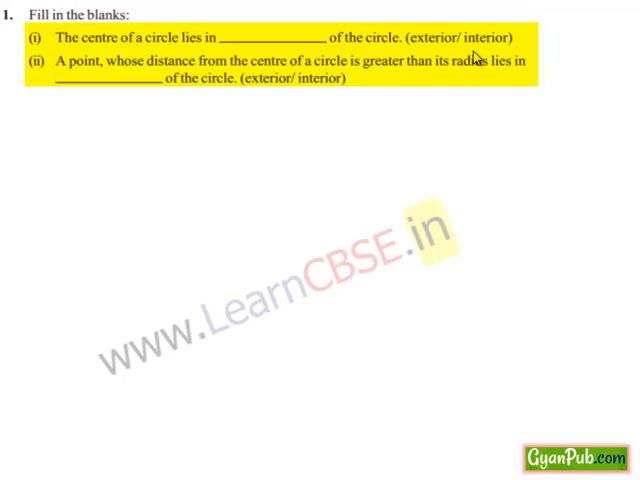 1. Fill in the blanks:
(i) The centre of a circle lies in _______________ of the circle. (exterior/ interior)
(ii) A point, whose distance from the centre of a circle is greater than its radius lies in
_______________ of the circle. (exterior/ interior)
www.LearnCBSE.in
GyanPub.com